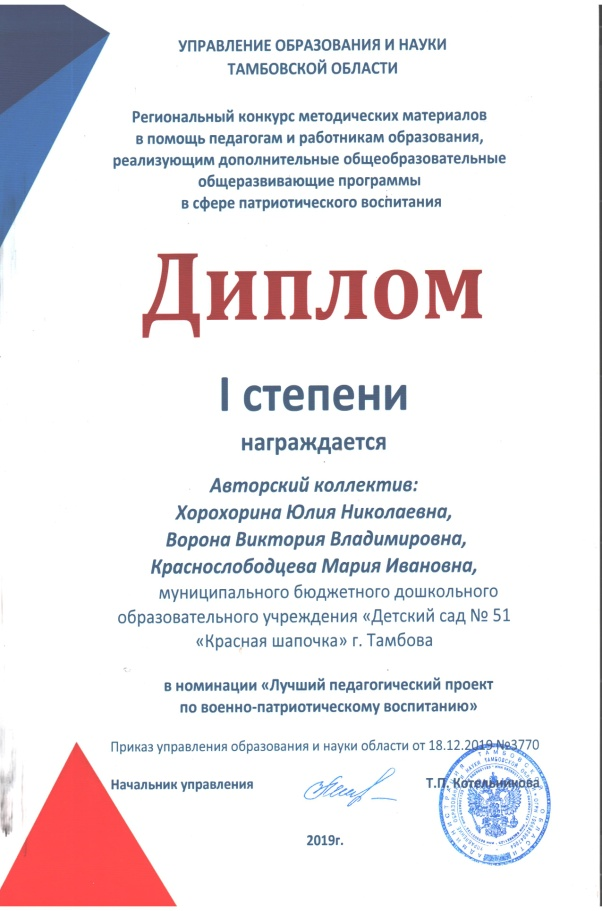 УПРАВЛЕНИЕ ОБРАЗОВАНИЯ И НАУКИ
ТАМБОВСКОЙ ОБЛАСТИ
Региональный конкурс методических материалов
в помощь педагогам и работникам образования,
реализующим дополнительные общеобразовательные
общеразвивающие программы
в сфере патриотического воспитания
Диплом
I степени
награждается
Авторский коллектив:
Хорохорина Юлия Николаевна,
Ворона Виктория Владимировна,
Краснослободцева Мария Ивановна,
муниципального бюджетного дошкольного
образовательного учреждения «Детский сад № 51
«Красная шапочка» г. Тамбова
в номинации «Лучший педагогический проект
по военно-патриотическому воспитанию»
Приказ управления образования и науки области от 18.12.2019 №3770
Начальник управления Т.П. Котельникова
2019г.